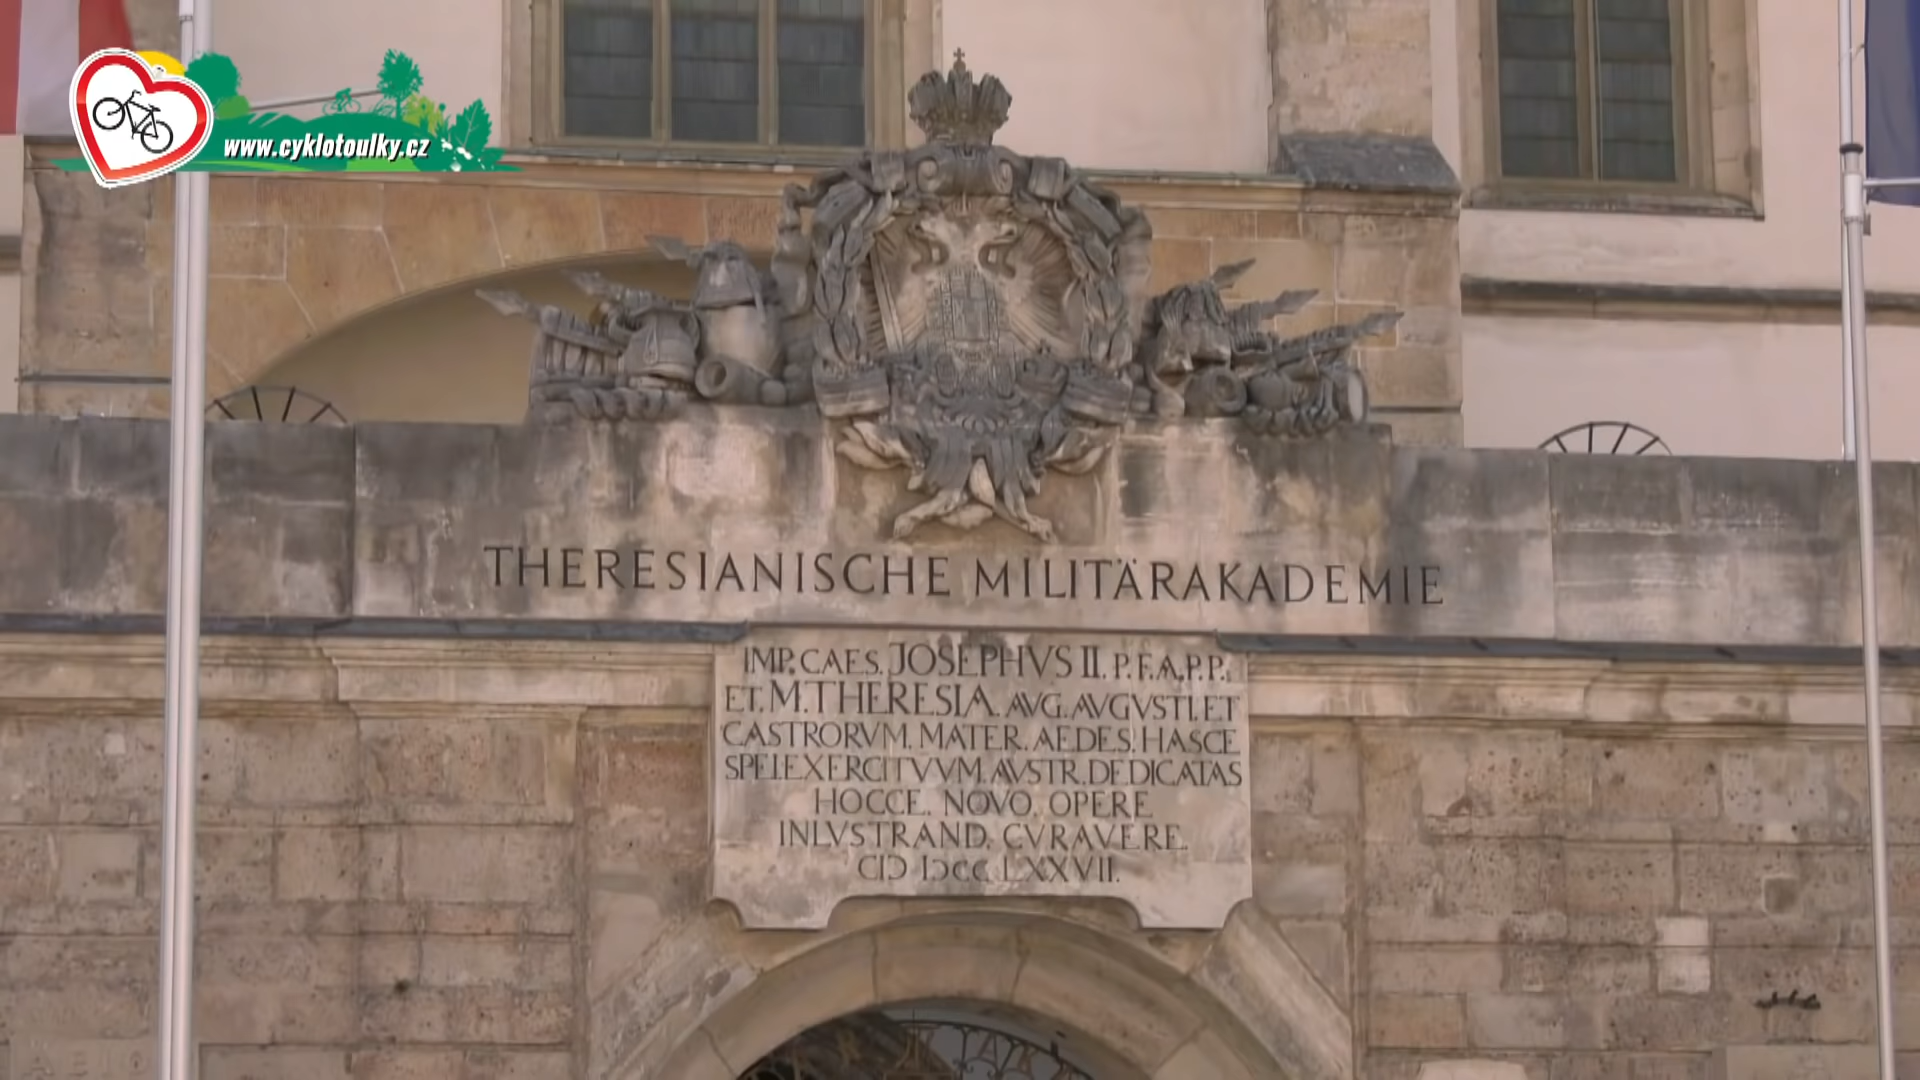 www.cyklotoulky.cz
THERESIANISCHE MILITÄRAKADEMIE
IMP. CAES. JOSEPHVS II. P. F. A. P. P.
ET. M. THERESIA. AVG. AVGVSTI. ET
CASTRORVM. MATER. AEDES. HASCE
SPEI. EXERCITVVM. AVSTR. DEDICATAS
HOCCE. NOVO. OPERE
INLVSTRAND. CVRAVERE.
CIↃ IↃCC LXXVII.